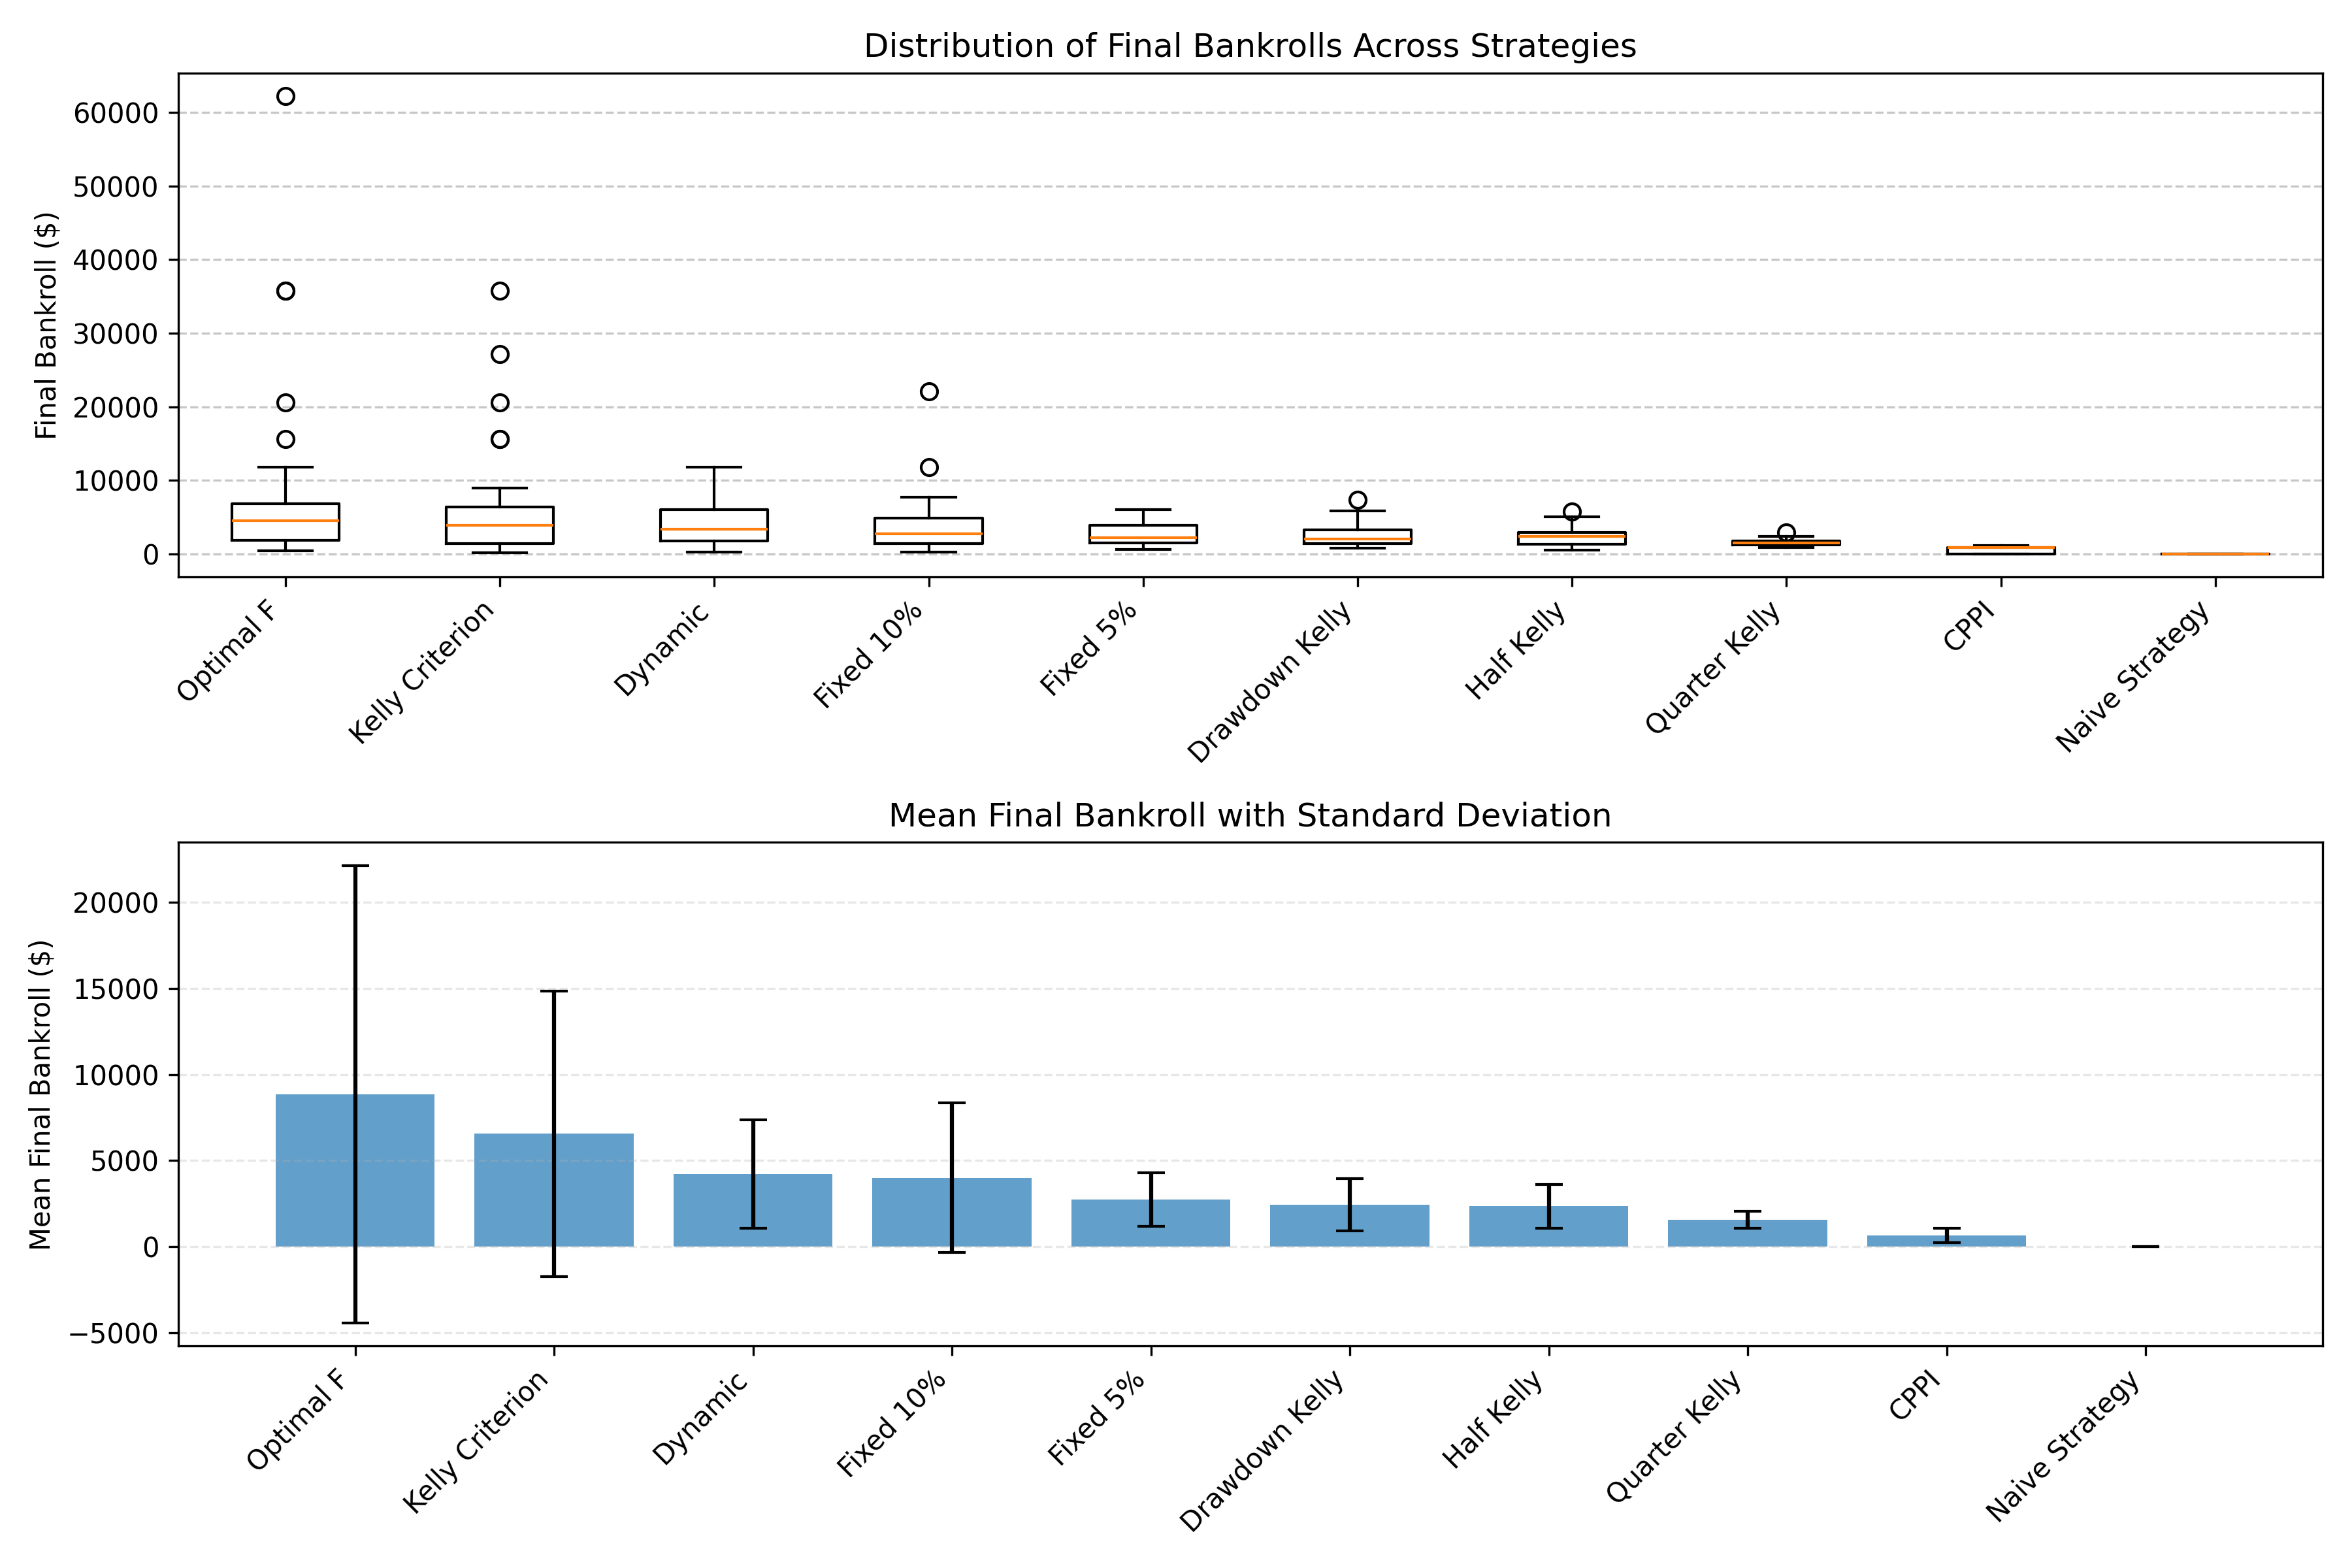 Distribution of Final Bankrolls Across Strategies
Final Bankroll ($)
60000
50000
40000
30000
20000
10000
0
Optimal F
Kelly Criterion
Dynamic
Fixed 10%
Fixed 5%
Drawdown Kelly
Half Kelly
Quarter Kelly
CPPI
Naive Strategy
Mean Final Bankroll with Standard Deviation
Mean Final Bankroll ($)
20000
15000
10000
5000
0
−5000
Optimal F
Kelly Criterion
Dynamic
Fixed 10%
Fixed 5%
Drawdown Kelly
Half Kelly
Quarter Kelly
CPPI
Naive Strategy